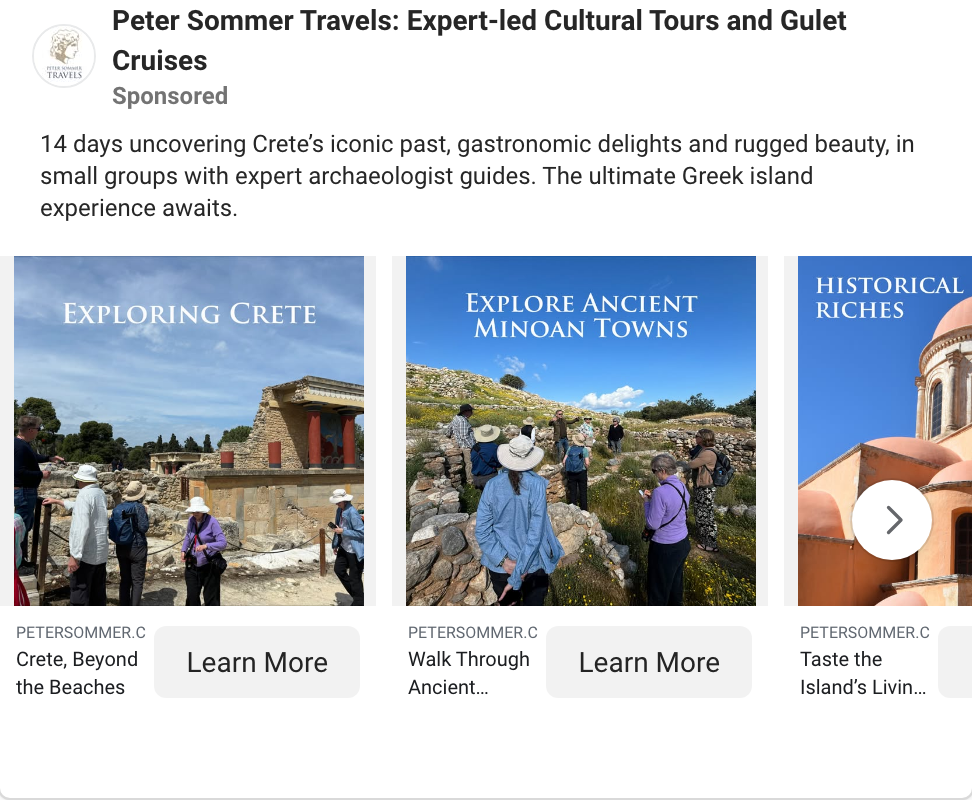 Peter Sommer Travels: Expert-led Cultural Tours and Gulet
Cruises
PETER SOMMER
TRAVELS
Sponsored
14 days uncovering Crete’s iconic past, gastronomic delights and rugged beauty, in
small groups with expert archaeologist guides. The ultimate Greek island
experience awaits.
EXPLORING CRETE
EXPLORE ANCIENT
MINOAN TOWNS
HISTORICAL
RICHES
PETERSOMMER.C
Crete, Beyond
the Beaches
Learn More
PETERSOMMER.C
Walk Through
Ancient…
Learn More
PETERSOMMER.C
Taste the
Island’s Livin…